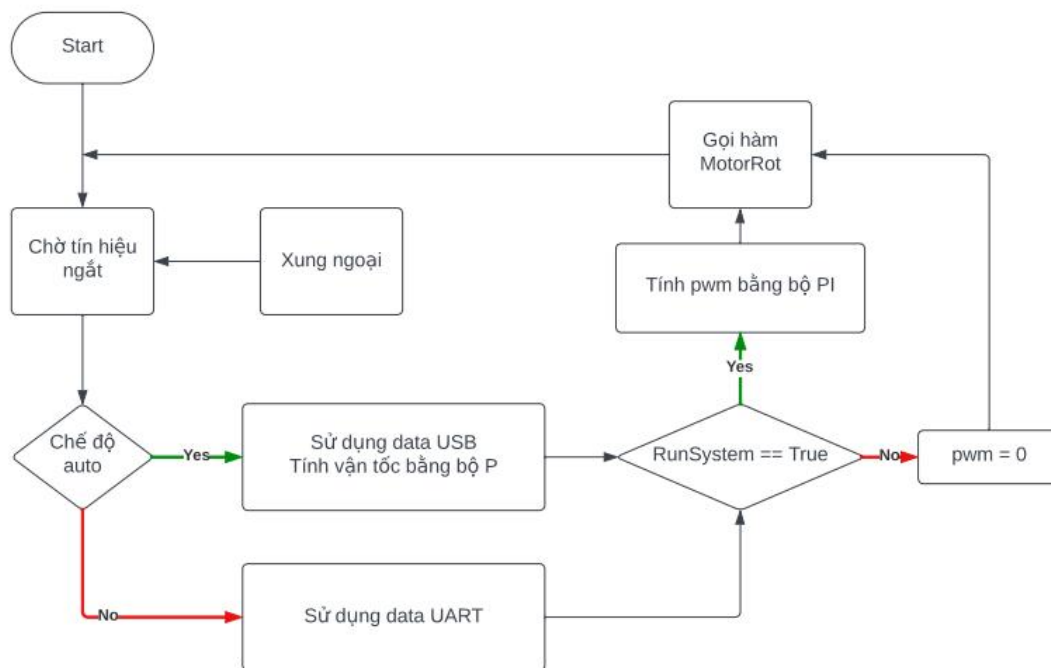 Start
Gọi hàm
MotorRot
Chờ tín hiệu
ngắt
Xung ngoại
Tính pwm bằng bộ PI
Yes
Chế độ
auto
Yes
Sử dụng data USB
Tính vận tốc bằng bộ P
RunSystem == True
No
pwm = 0
No
Sử dụng data UART